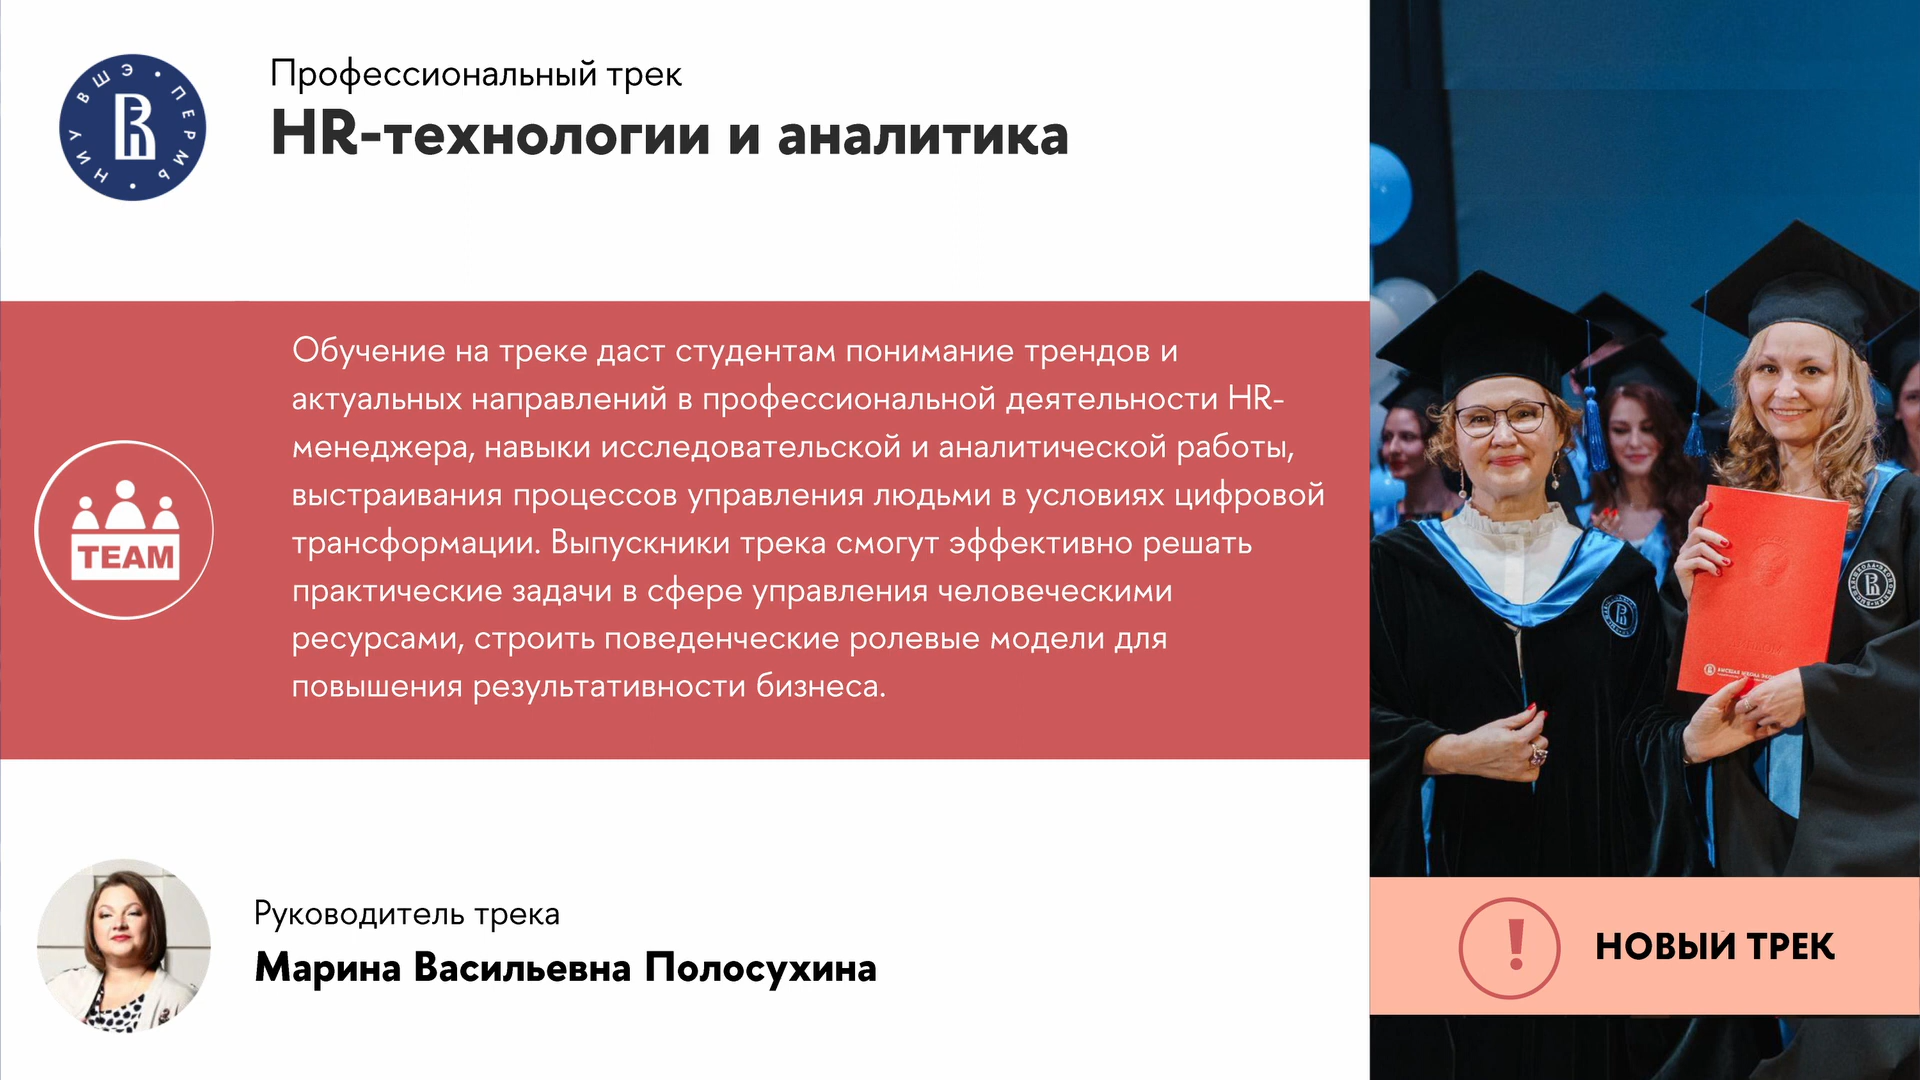 НИУ ВШЭ • ПЕРМЬ •
Профессиональный трек
HR-технологии и аналитика
Обучение на треке даст студентам понимание трендов и
актуальных направлений в профессиональной деятельности HR-
менеджера, навыки исследовательской и аналитической работы,
выстраивания процессов управления людьми в условиях цифровой
трансформации. Выпускники трека смогут эффективно решать
практические задачи в сфере управления человеческими
ресурсами, строить поведенческие ролевые модели для
повышения результативности бизнеса.
TEAM
Руководитель трека
Марина Васильевна Полосухина
! НОВЫЙ ТРЕК